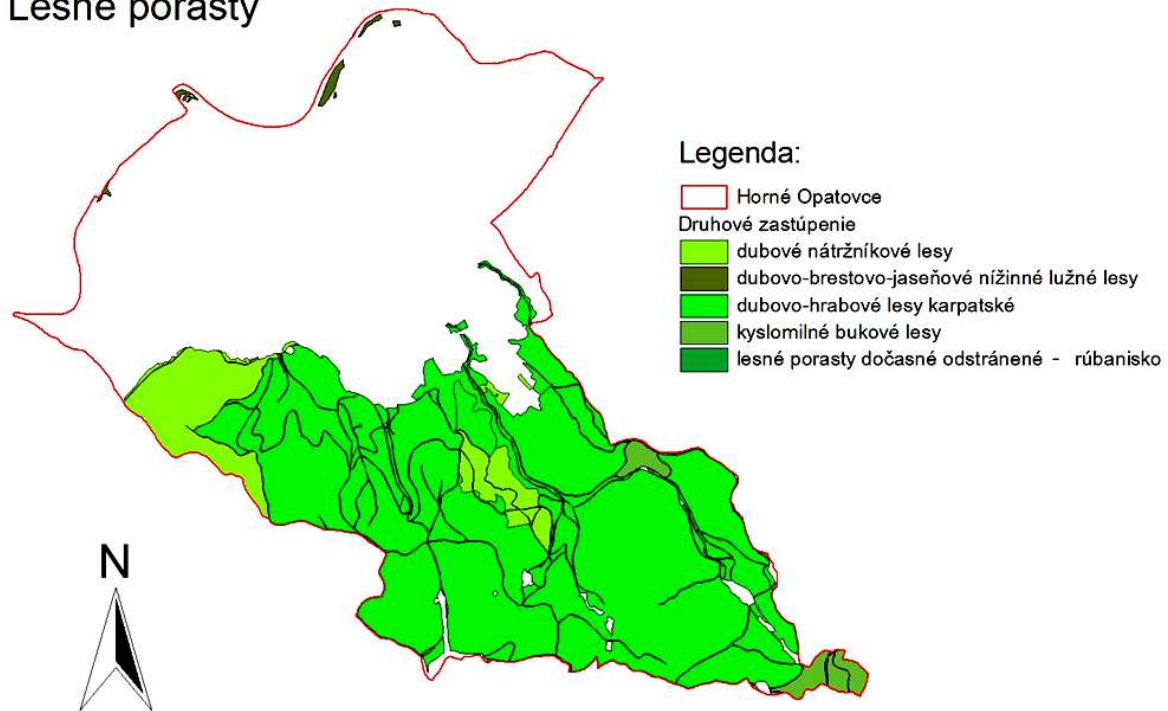 Lesné porasty
Legenda:
Horné Opatovce
Druhové zastúpenie
dubové nátržníkové lesy
dubovo-brestovo-jaseňové nížinné lužné lesy
dubovo-hrabové lesy karpatské
kyslomilné bukové lesy
lesné porasty dočasné odstránené - rúbanisko
N